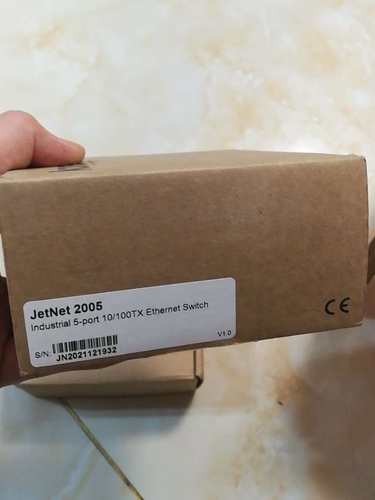 JetNet 2005
Industrial 5-port 10/100TX Ethernet Switch
S/N: JN2021121932
V1.0
CE